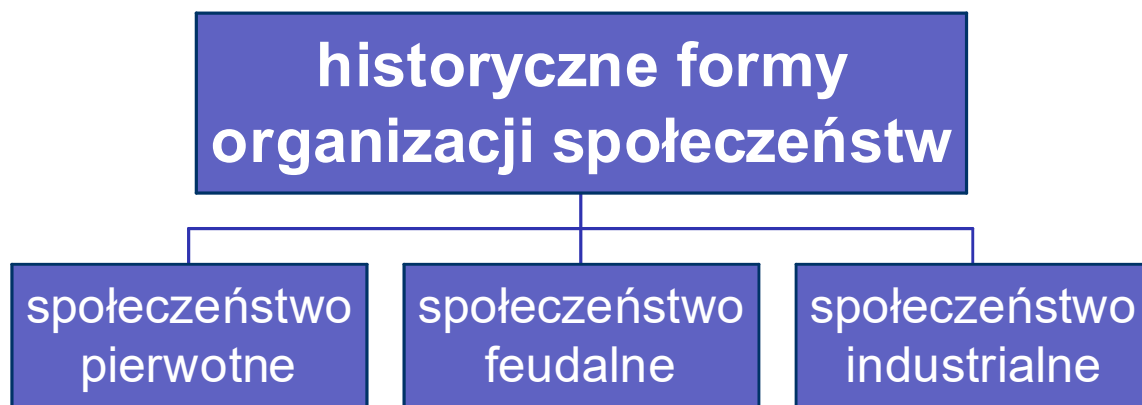 historyczne formy
organizacji społeczeństw
społeczeństwo
pierwotne
społeczeństwo
feudalne
społeczeństwo
industrialne